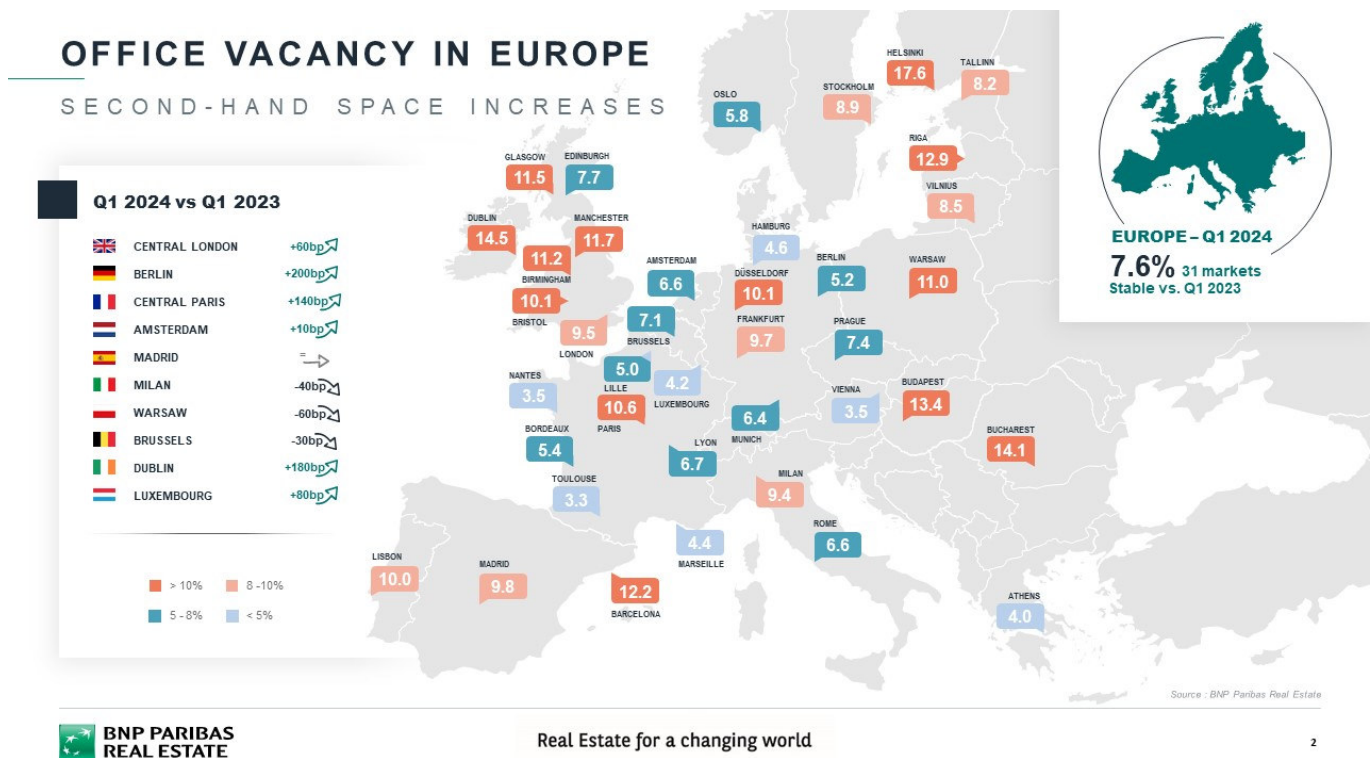 OFFICE VACANCY IN EUROPE
SECOND-HAND SPACE INCREASES
Q1 2024 vs Q1 2023
CENTRAL LONDON +60bp
BERLIN +200bp
CENTRAL PARIS +140bp
AMSTERDAM +10bp
MADRID =
MILAN -40bp
WARSAW -60bp
BRUSSELS -30bp
DUBLIN +180bp
LUXEMBOURG +80bp
> 10% 8 -10%
5 - 8% < 5%
HELSINKI
17.6
TALLINN
8.2
STOCKHOLM
8.9
OSLO
5.8
RIGA
12.9
VILNIUS
8.5
GLASGOW
11.5
EDINBURGH
7.7
DUBLIN
14.5
MANCHESTER
11.7
11.2
BIRMINGHAM
10.1
BRISTOL
9.5
LONDON
HAMBURG
4.6
AMSTERDAM
6.6
DÜSSELDORF
10.1
BERLIN
5.2
WARSAW
11.0
7.1
BRUSSELS
FRANKFURT
9.7
PRAGUE
7.4
5.0
LILLE
4.2
LUXEMBOURG
NANTES
3.5
10.6
PARIS
6.4
MUNICH
VIENNA
3.5
BUDAPEST
13.4
BORDEAUX
5.4
LYON
6.7
BUCHAREST
14.1
TOULOUSE
3.3
MILAN
9.4
4.4
MARSEILLE
ROME
6.6
LISBON
10.0
MADRID
9.8
12.2
BARCELONA
ATHENS
4.0
EUROPE – Q1 2024
7.6% 31 markets
Stable vs. Q1 2023
Source : BNP Paribas Real Estate
BNP PARIBAS
REAL ESTATE
Real Estate for a changing world
2